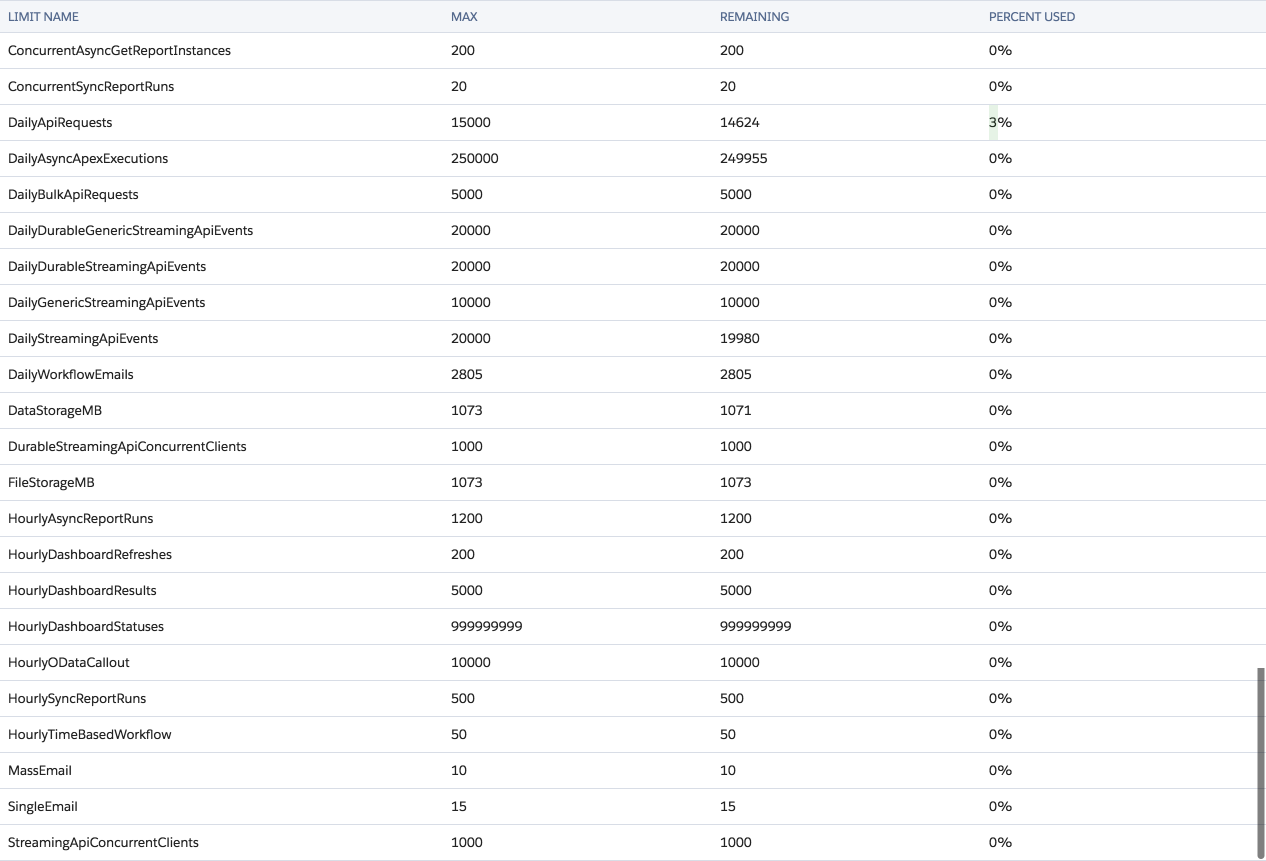 LIMIT NAME MAX REMAINING PERCENT USED
ConcurrentAsyncGetReportInstances 200 200 0%
ConcurrentSyncReportRuns 20 20 0%
DailyApiRequests 15000 14624 3%
DailyAsyncApexExecutions 250000 249955 0%
DailyBulkApiRequests 5000 5000 0%
DailyDurableGenericStreamingApiEvents 20000 20000 0%
DailyDurableStreamingApiEvents 20000 20000 0%
DailyGenericStreamingApiEvents 10000 10000 0%
DailyStreamingApiEvents 20000 19980 0%
DailyWorkflowEmails 2805 2805 0%
DataStorageMB 1073 1071 0%
DurableStreamingApiConcurrentClients 1000 1000 0%
FileStorageMB 1073 1073 0%
HourlyAsyncReportRuns 1200 1200 0%
HourlyDashboardRefreshes 200 200 0%
HourlyDashboardResults 5000 5000 0%
HourlyDashboardStatuses 999999999 999999999 0%
HourlyODataCallout 10000 10000 0%
HourlySyncReportRuns 500 500 0%
HourlyTimeBasedWorkflow 50 50 0%
MassEmail 10 10 0%
SingleEmail 15 15 0%
StreamingApiConcurrentClients 1000 1000 0%